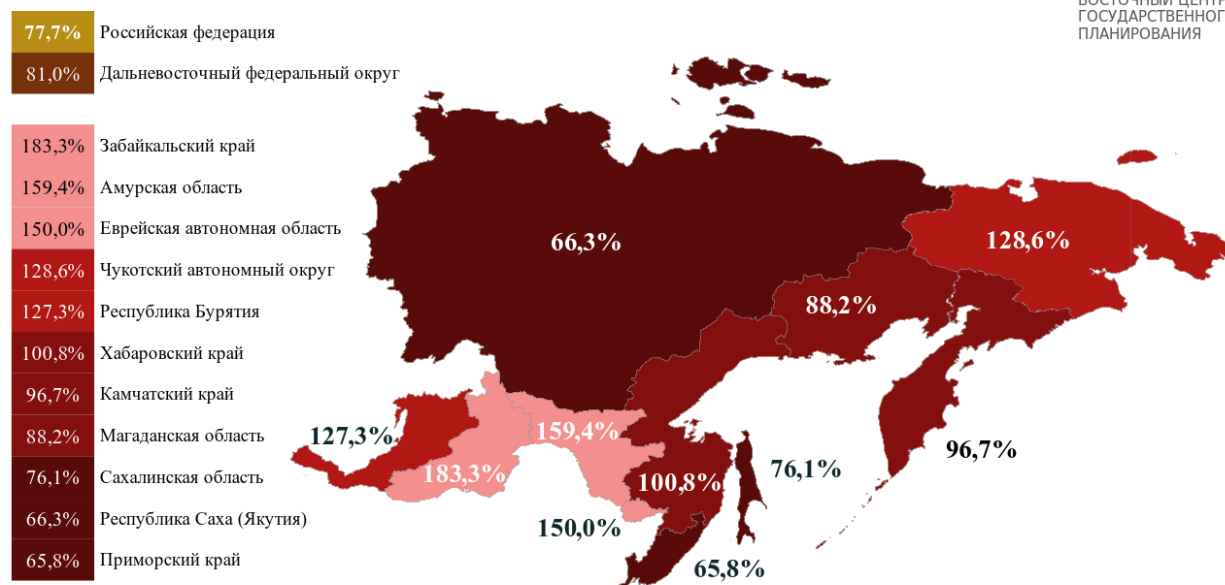 ВОСТОЧНЫЙ ЦЕНТР
ГОСУДАРСТВЕННОГО
ПЛАНИРОВАНИЯ
77,7% Российская федерация
81,0% Дальневосточный федеральный округ
183,3% Забайкальский край
159,4% Амурская область
150,0% Еврейская автономная область
128,6% Чукотский автономный округ
127,3% Республика Бурятия
100,8% Хабаровский край
96,7% Камчатский край
88,2% Магаданская область
76,1% Сахалинская область
66,3% Республика Саха (Якутия)
65,8% Приморский край
66,3%
128,6%
88,2%
127,3%
159,4%
183,3%
100,8%
76,1%
96,7%
150,0%
65,8%